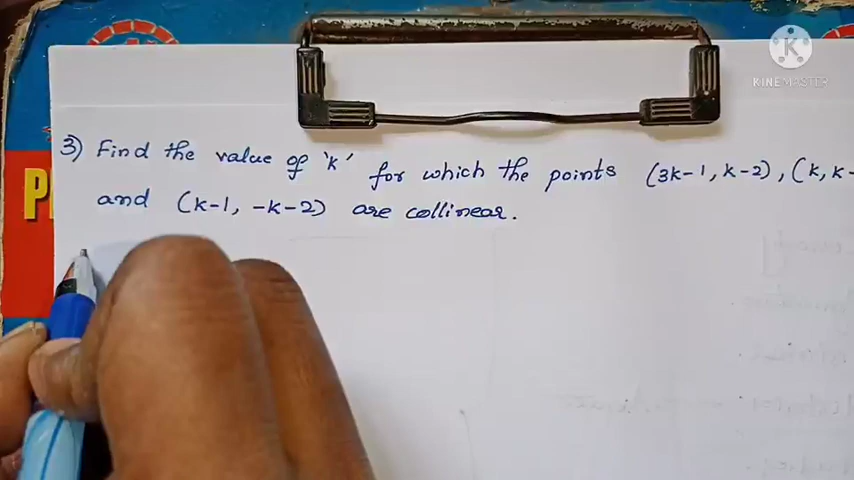 KINEMASTER
3) Find the value of 'k' for which the points (3k-1, k-2), (k, k-
and (k-1, -k-2) are collinear.